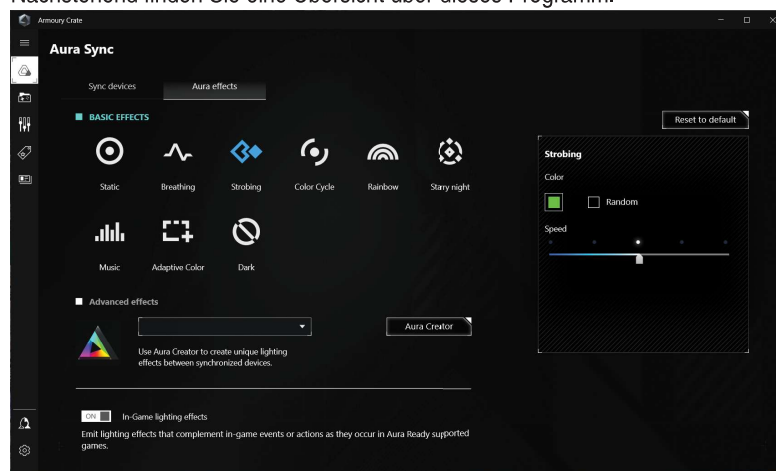 Nachstehend finden Sie eine Übersicht über dieses Programm.
Armoury Crate
Aura Sync
Sync devices
Aura effects
BASIC EFFECTS
Reset to default
Static
Breathing
Strobing
Color Cycle
Rainbow
Starry night
Music
Adaptive Color
Dark
Strobing
Color
Random
Speed
Advanced effects
Aura Creator
Use Aura Creator to create unique lighting
effects between synchronized devices.
ON
In-Game lighting effects
Emit lighting effects that complement in-game events or actions as they occur in Aura Ready supported
games.